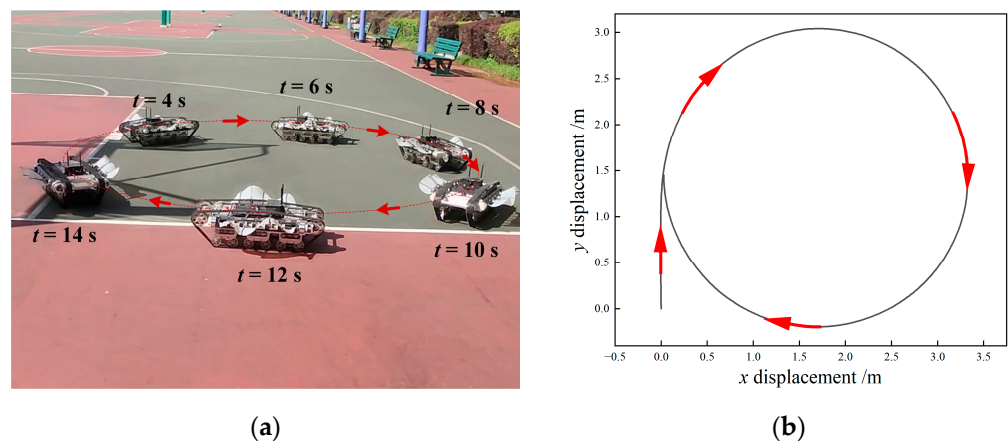 t = 6 s
t = 4 s
t = 8 s
t = 14 s
t = 10 s
t = 12 s
(a)
3.0
2.5
2.0
1.5
1.0
0.5
0.0
y displacement /m
−0.5 0.0 0.5 1.0 1.5 2.0 2.5 3.0 3.5
x displacement /m
(b)